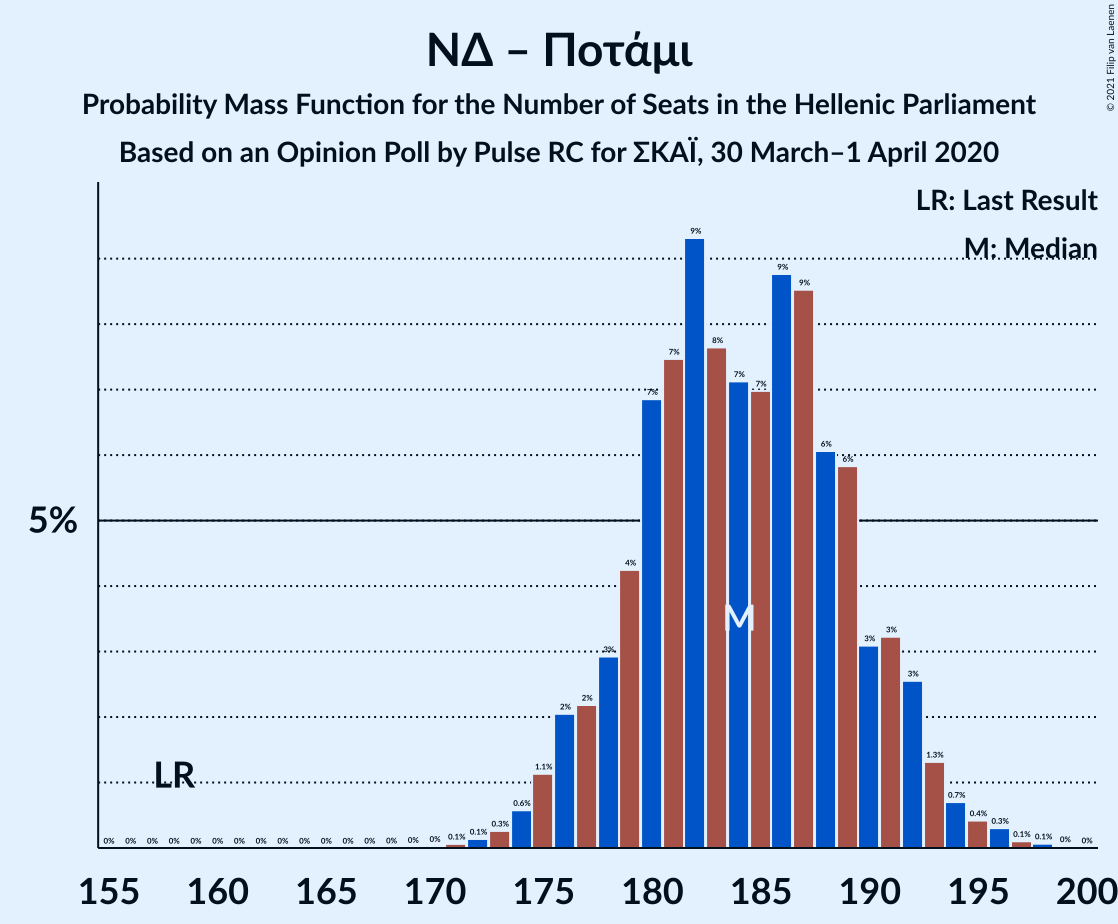 ΝΔ – Ποτάμι
Probability Mass Function for the Number of Seats in the Hellenic Parliament
Based on an Opinion Poll by Pulse RC for ΣΚΑΪ, 30 March–1 April 2020
© 2021 Filip van Laenen
LR: Last Result
M: Median
5%
LR
M
0% 0% 0% 0% 0% 0% 0% 0% 0% 0% 0% 0% 0% 0% 0% 0% 0.1% 0.1% 0.3% 0.6% 1.1% 2% 2% 3% 4% 7% 7% 9% 8% 7% 7% 9% 9% 6% 6% 3% 3% 3% 1.3% 0.7% 0.4% 0.3% 0.1% 0.1% 0% 0%
155 160 165 170 175 180 185 190 195 200